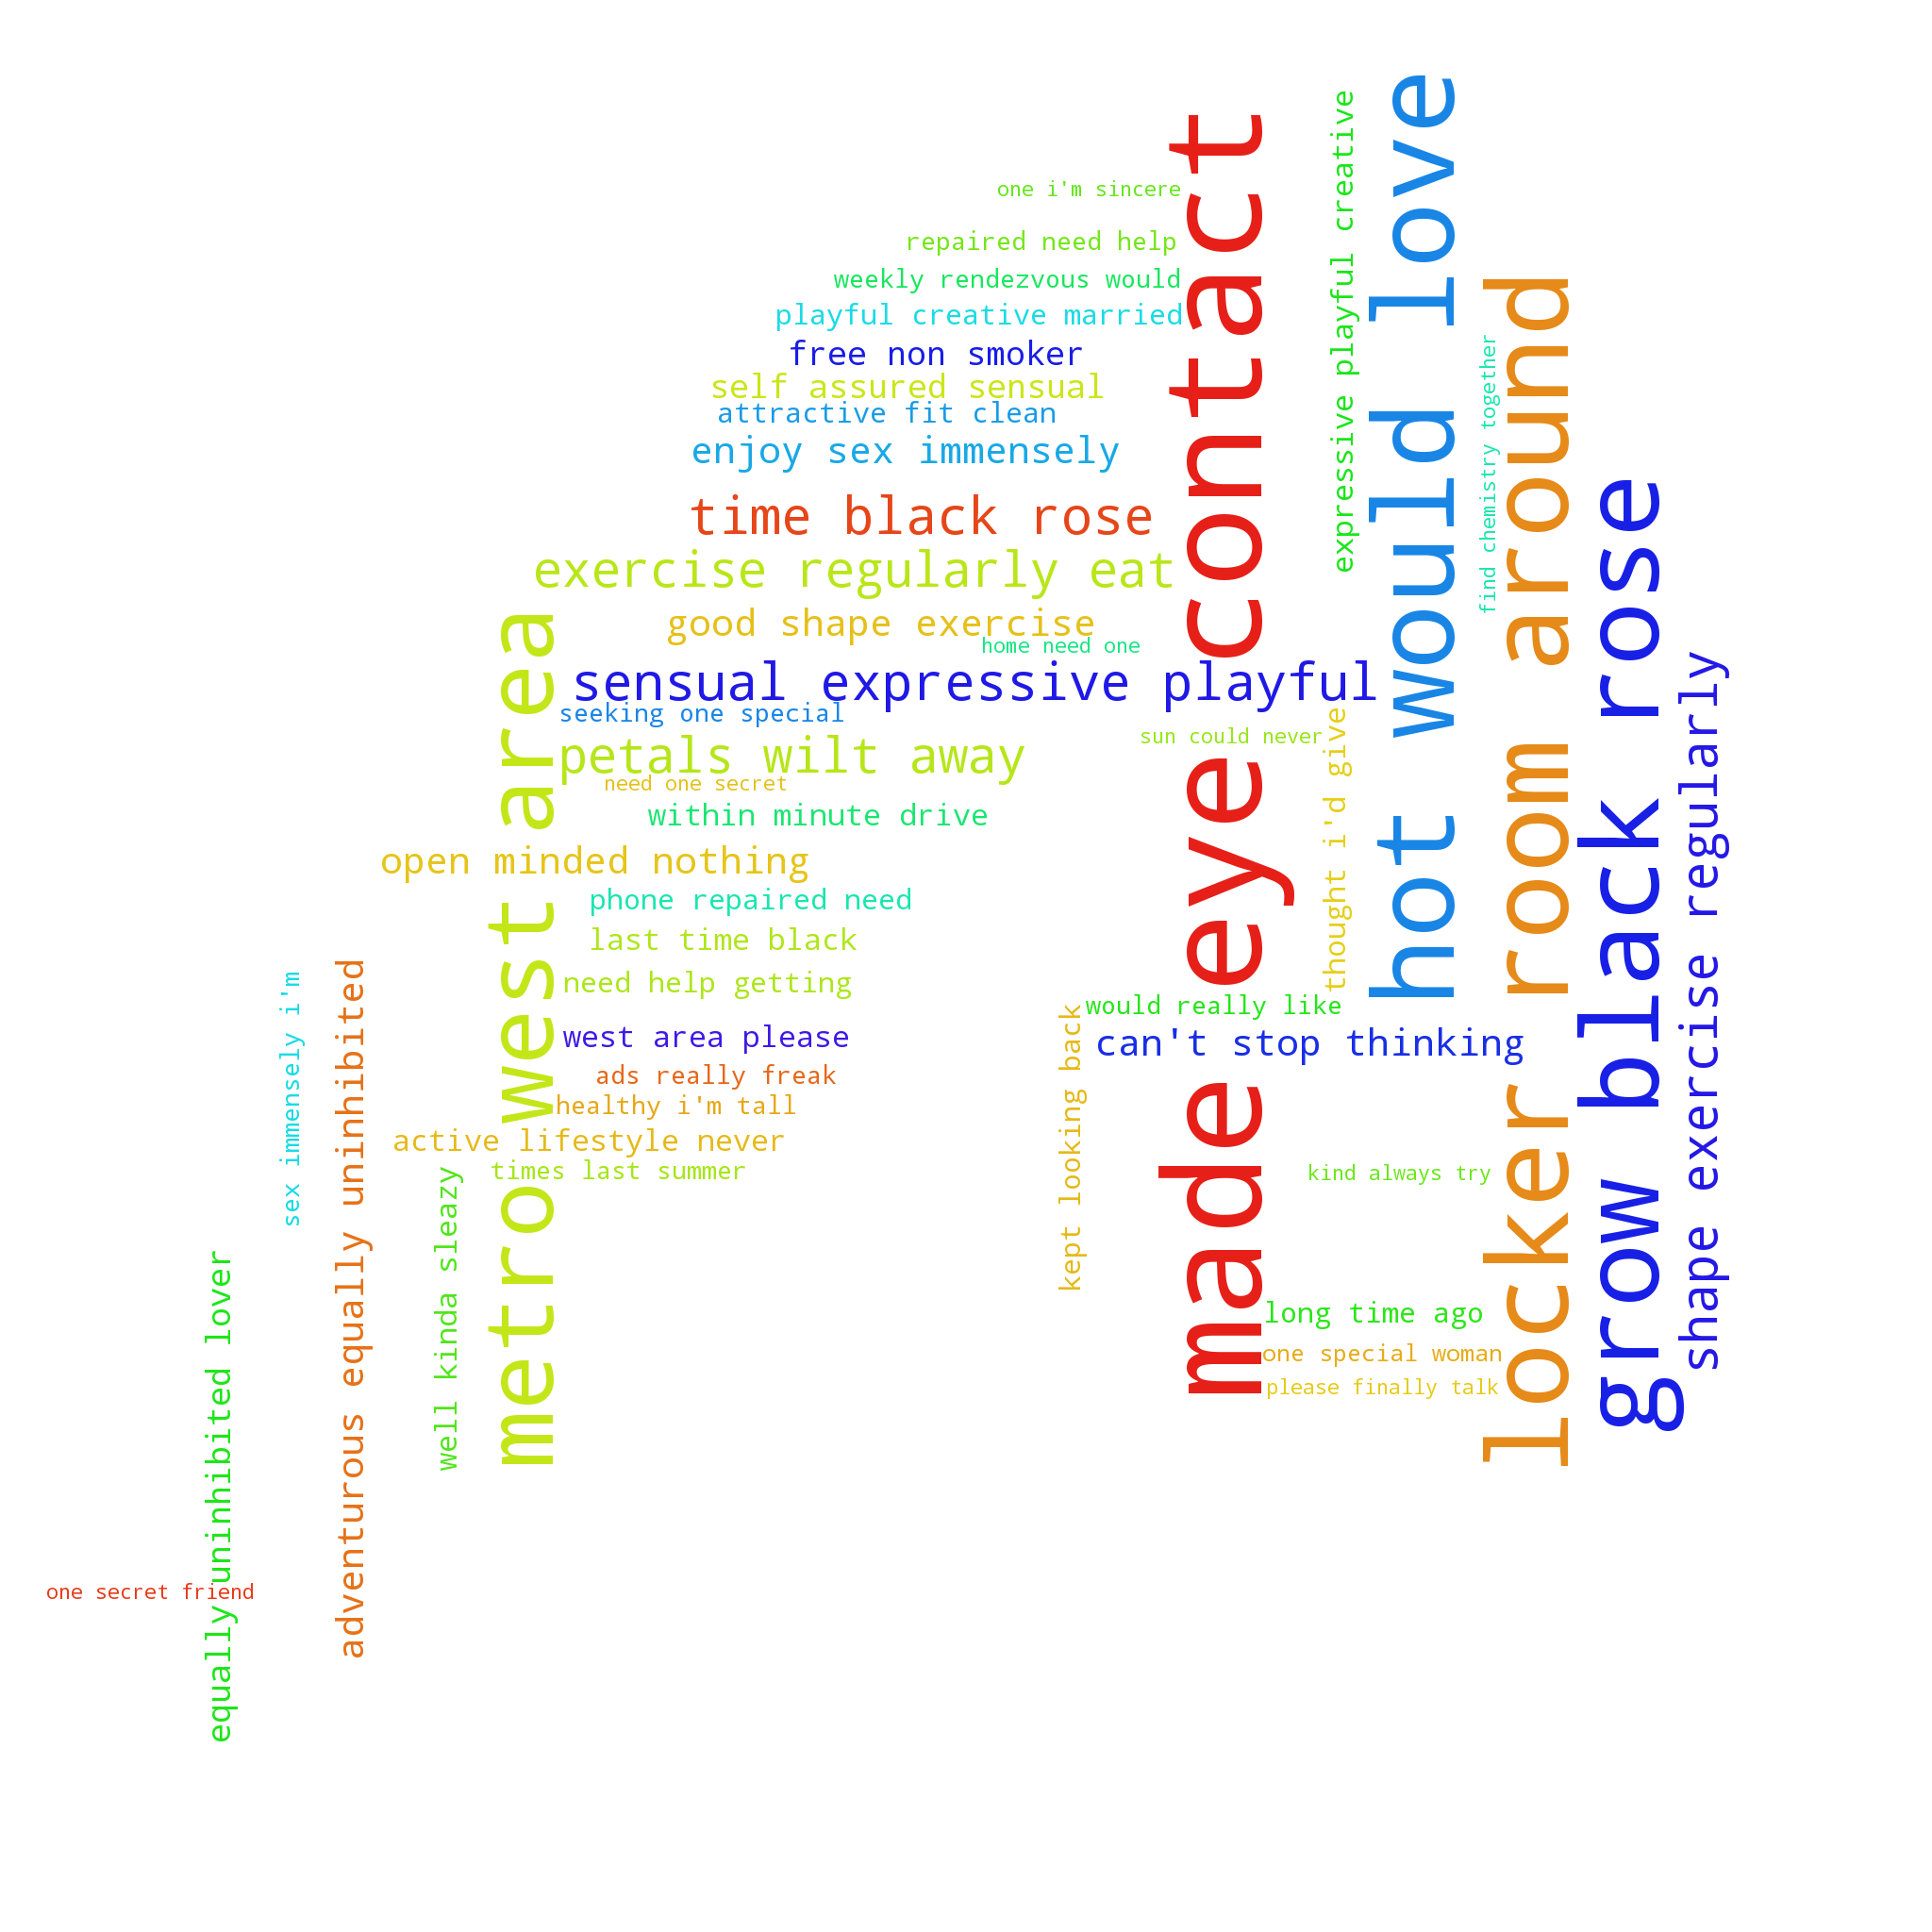 one i'm sincere
repaired need help
weekly rendezvous would
playful creative married
free non smoker
self assured sensual
attractive fit clean
enjoy sex immensely
time black rose
exercise regularly eat
good shape exercise
home need one
sensual expressive playful
seeking one special
petals wilt away
sun could never
need one secret
within minute drive
open minded nothing
phone repaired need
last time black
need help getting
would really like
west area please
can't stop thinking
ads really freak
healthy i'm tall
active lifestyle never
times last summer
kind always try
long time ago
one special woman
please finally talk
one secret friend
equally uninhibited lover
sex immensely i'm
adventurous equally uninhibited
well kinda sleazy
metro west area
kept looking back
made eye contact
thought i'd give
expressive playful creative
hot would love
find chemistry together
locker room around
grow black rose
shape exercise regularly